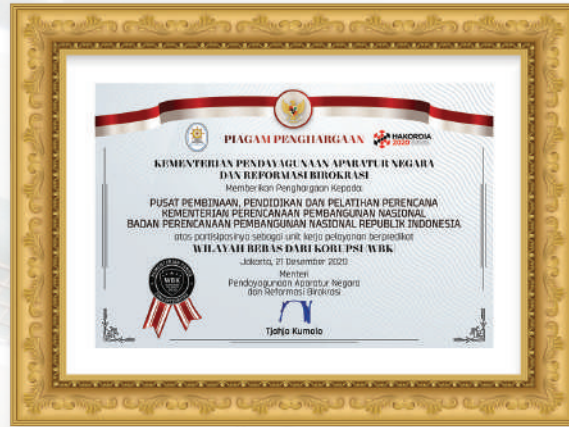 PIAGAM PENGHARGAAN
HAKORDIA
2020
KEMENTERIAN PENDAYAGUNAAN APARATUR NEGARA
DAN REFORMASI BIROKRASI
Memberikan Penghargaan Kepada:
PUSAT PEMBINAAN, PENDIDIKAN DAN PELATIHAN PERENCANA
KEMENTERIAN PERENCANAAN PEMBANGUNAN NASIONAL
BADAN PERENCANAAN PEMBANGUNAN NASIONAL REPUBLIK INDONESIA
atas partisipasinya sebagai unit kerja pelayanan berpredikat
WILAYAH BEBAS DARI KORUPSI/WBK
Jakarta, 21 Desember 2020
Menteri
Pendayagunaan Aparatur Negara
dan Reformasi Birokrasi
WBK
Tjahjo Kumolo